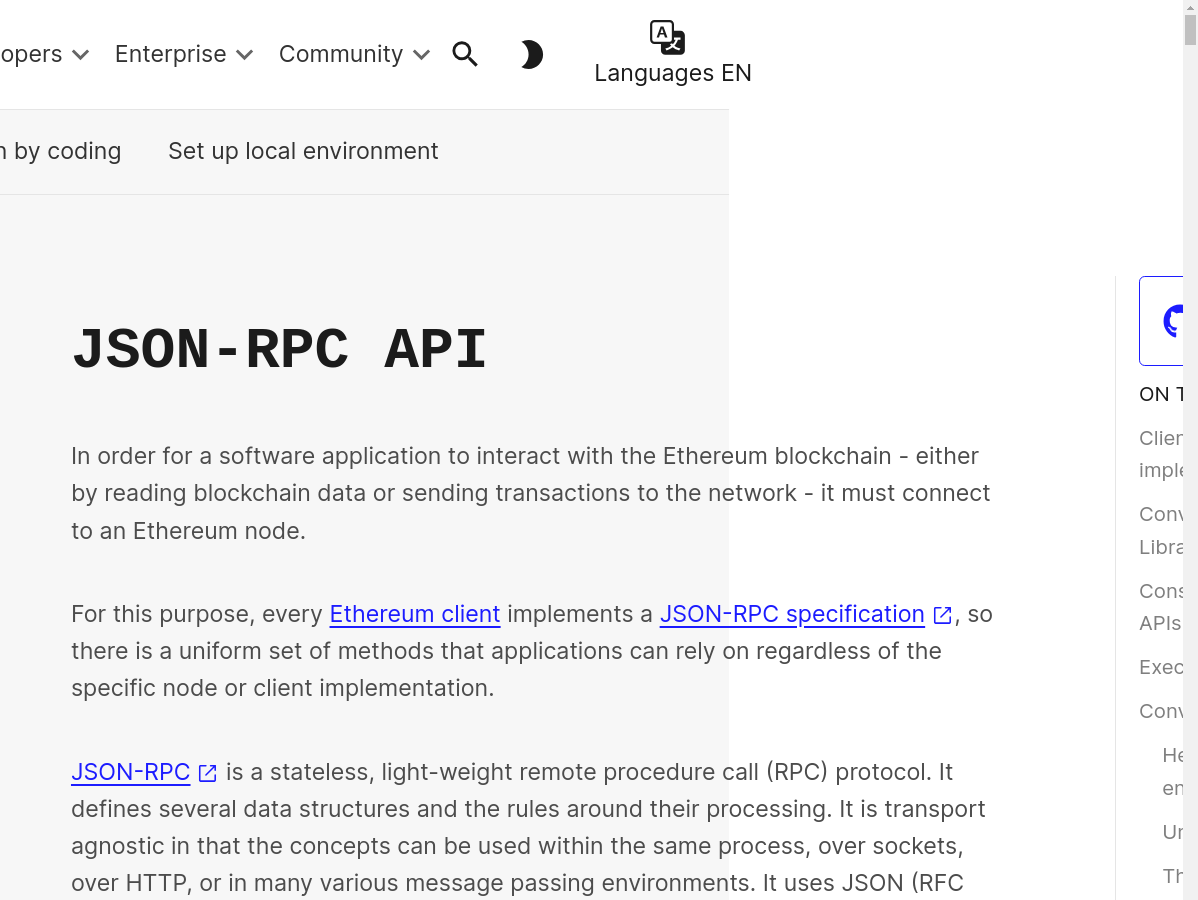 opers Enterprise Community
Languages EN
n by coding Set up local environment
JSON-RPC API
In order for a software application to interact with the Ethereum blockchain - either
by reading blockchain data or sending transactions to the network - it must connect
to an Ethereum node.
For this purpose, every Ethereum client implements a JSON-RPC specification, so
there is a uniform set of methods that applications can rely on regardless of the
specific node or client implementation.
JSON-RPC is a stateless, light-weight remote procedure call (RPC) protocol. It
defines several data structures and the rules around their processing. It is transport
agnostic in that the concepts can be used within the same process, over sockets,
over HTTP, or in many various message passing environments. It uses JSON (RFC
ON T
Clien
imple
Conv
Libra
Cons
APIs
Exec
Conv
He
en
Un
Th